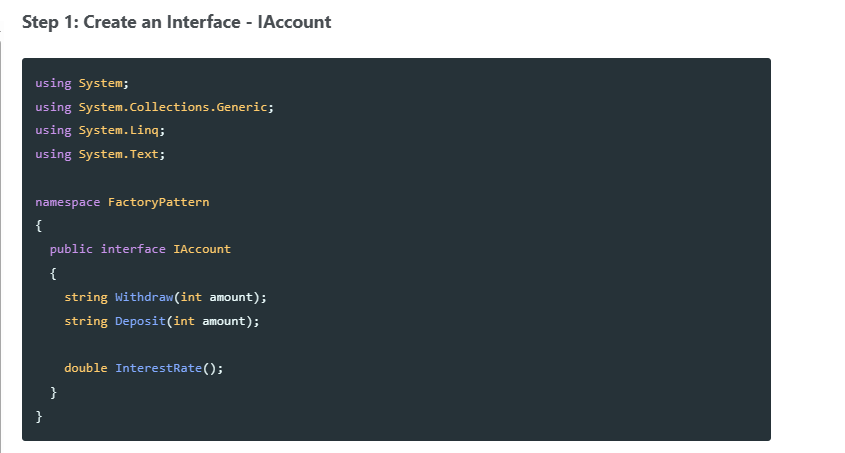 Step 1: Create an Interface - IAccount
using System;
using System.Collections.Generic;
using System.Linq;
using System.Text;
namespace FactoryPattern
{
public interface IAccount
{
string Withdraw(int amount);
string Deposit(int amount);
double InterestRate();
}
}